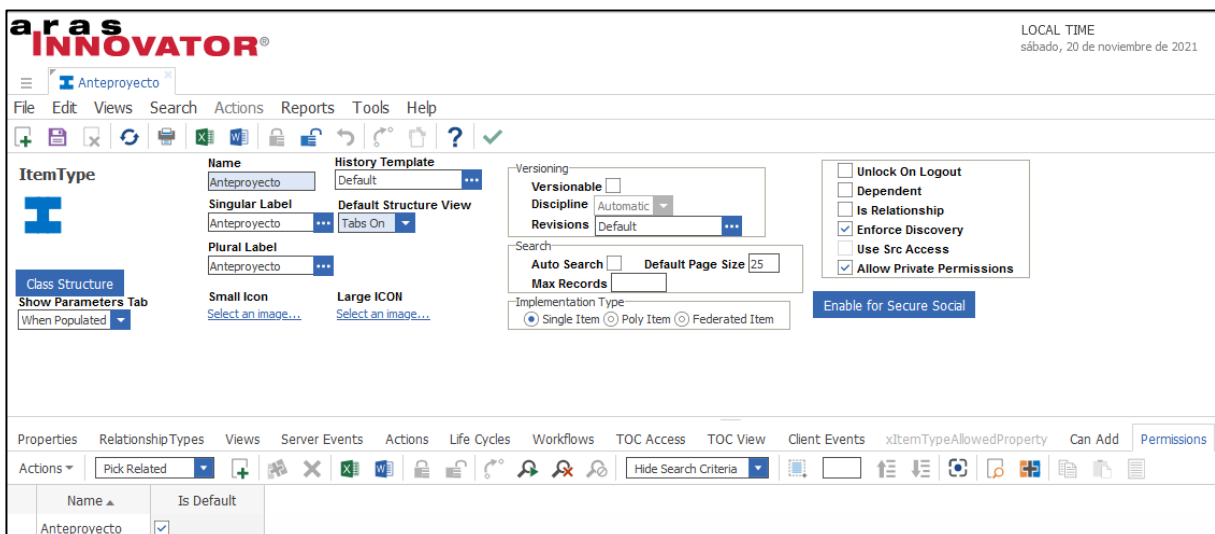 aras
INNOVATOR®
LOCAL TIME
sábado, 20 de noviembre de 2021
Anteproyecto
File Edit Views Search Actions Reports Tools Help
ItemType
Name
Anteproyecto
History Template
Default
Singular Label
Anteproyecto
Default Structure View
Tabs On
Plural Label
Anteproyecto
Class Structure
Show Parameters Tab
When Populated
Small Icon
Select an image...
Large ICON
Select an image...
Versioning
Versionable
Discipline Automatic
Revisions Default
Search
Auto Search Default Page Size 25
Max Records
Implementation Type
Single Item Poly Item Federated Item
Unlock On Logout
Dependent
Is Relationship
Enforce Discovery
Use Src Access
Allow Private Permissions
Enable for Secure Social
Properties RelationshipTypes Views Server Events Actions Life Cycles Workflows TOC Access TOC View Client Events xItemTypeAllowedProperty Can Add Permissions
Actions Pick Related Hide Search Criteria
Name Is Default
Anteproyecto